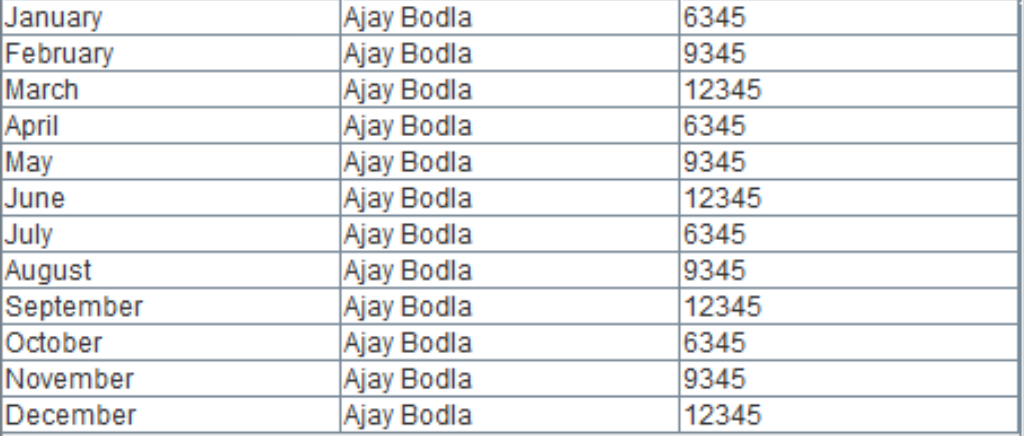 January Ajay Bodla 6345
February Ajay Bodla 9345
March Ajay Bodla 12345
April Ajay Bodla 6345
May Ajay Bodla 9345
June Ajay Bodla 12345
July Ajay Bodla 6345
August Ajay Bodla 9345
September Ajay Bodla 12345
October Ajay Bodla 6345
November Ajay Bodla 9345
December Ajay Bodla 12345